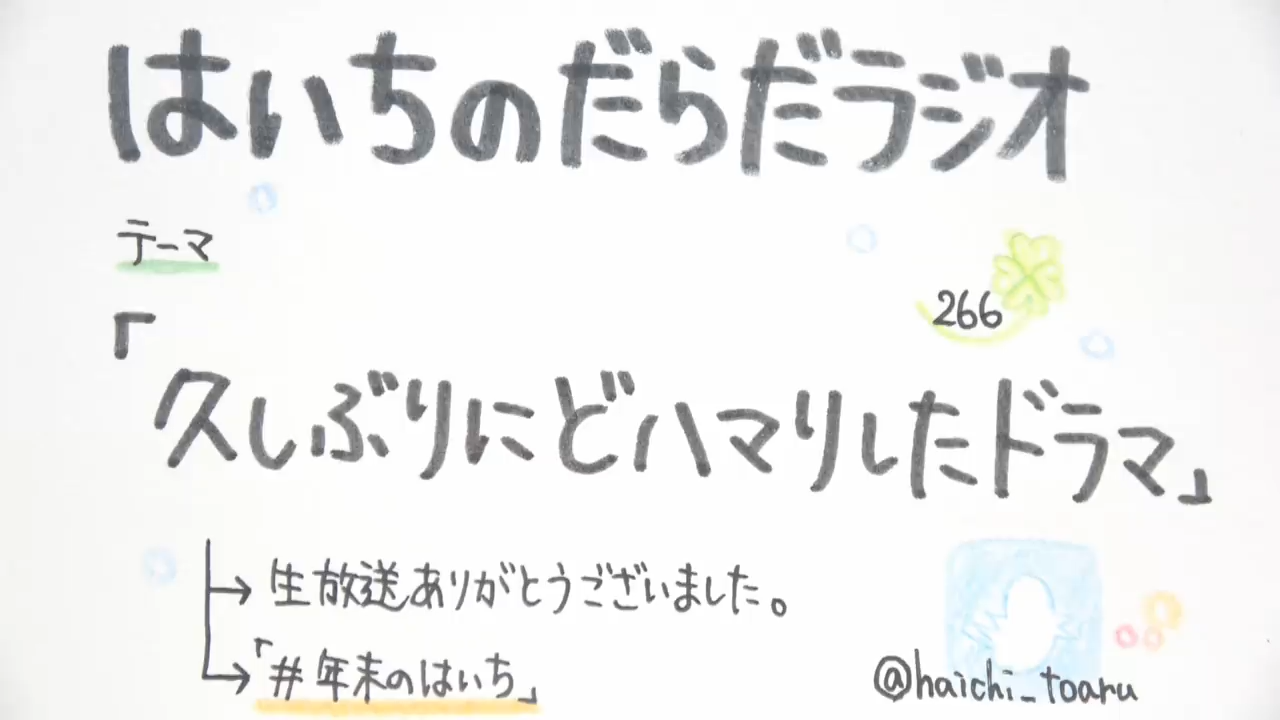 はいちのだらだラジオ
テーマ
266
「久しぶりにどハマりしたドラマ」
生放送ありがとうございました。
「#年末のはいち」
@haichi_toaru